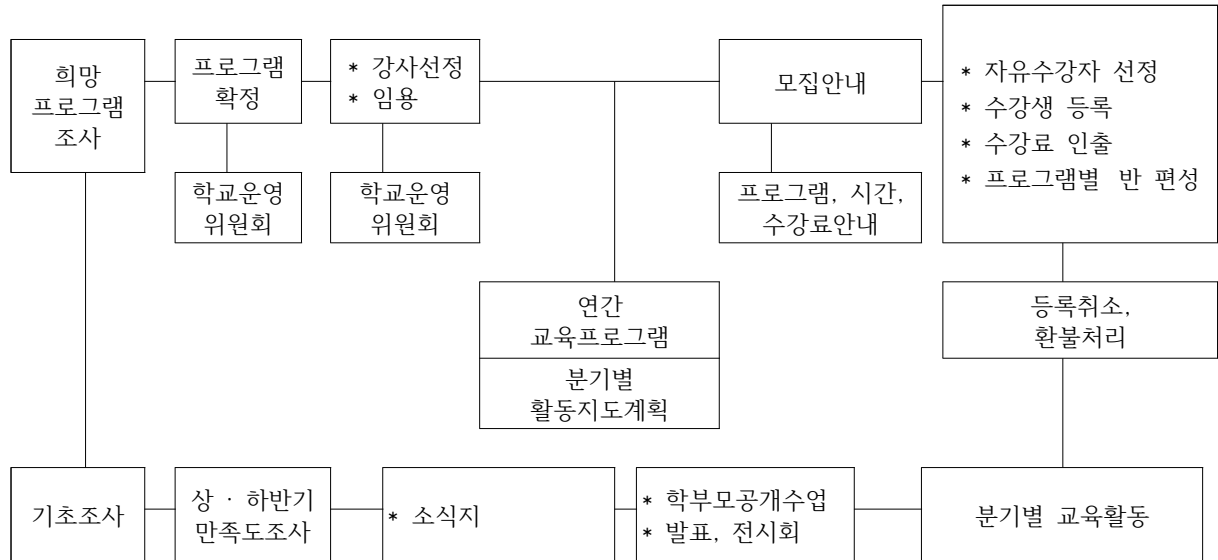 희망
프로그램
조사
프로그램
확정
* 강사선정
* 임용
모집안내
* 자유수강자 선정
* 수강생 등록
* 수강료 인출
* 프로그램별 반 편성
학교운영
위원회
학교운영
위원회
프로그램, 시간,
수강료안내
연간
교육프로그램
분기별
활동지도계획
등록취소,
환불처리
기초조사
상 · 하반기
만족도조사
* 소식지
* 학부모공개수업
* 발표, 전시회
분기별 교육활동